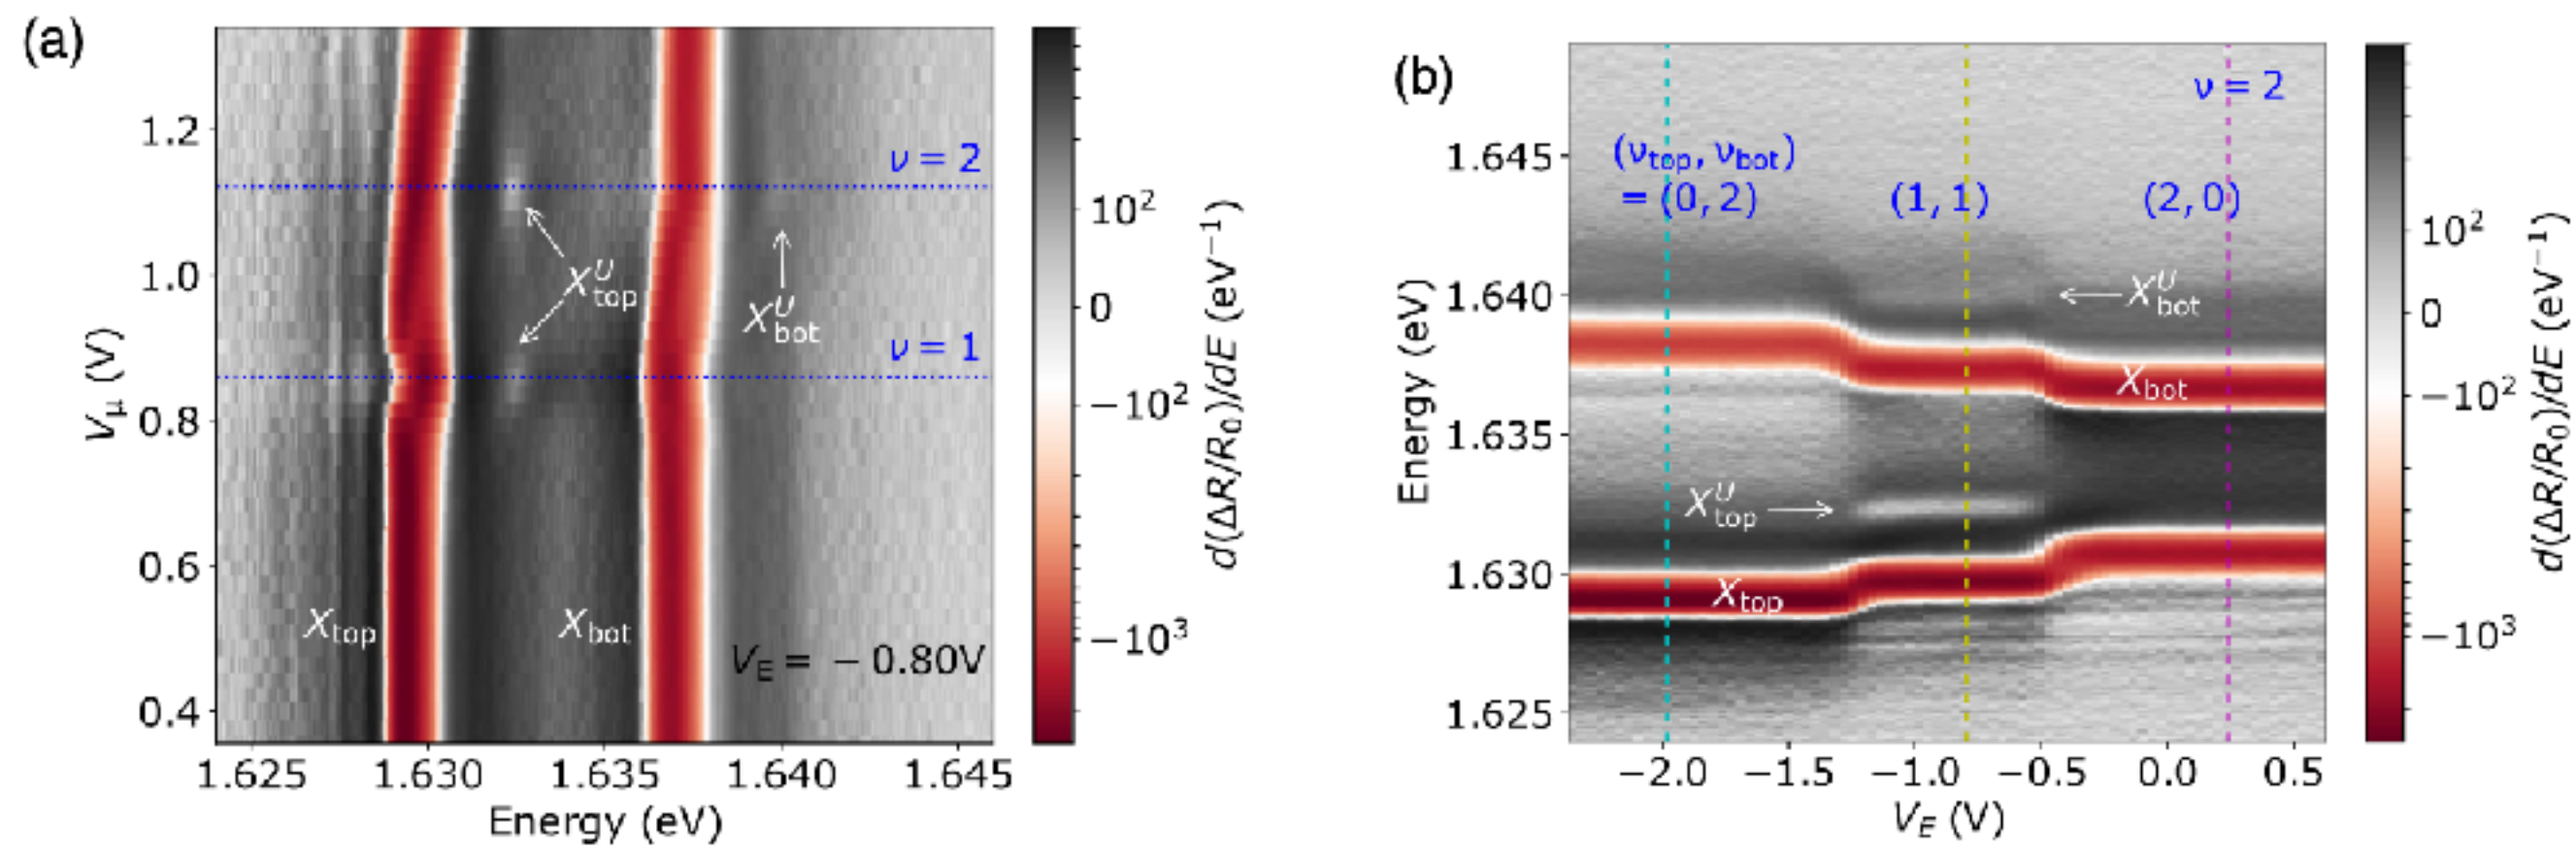 (a)
1.2
1.0
0.8
0.6
0.4
V_μ (V)
ν = 2
ν = 1
X^U_top
X^U_bot
X_top
X_bot
V_E = −0.80V
1.625 1.630 1.635 1.640 1.645
Energy (eV)
10²
0
−10²
−10³
d(ΔR/R₀)/dE (eV⁻¹)
(b)
1.645
1.640
1.635
1.630
1.625
Energy (eV)
ν = 2
(ν_top, ν_bot)
= (0, 2)
(1, 1)
(2, 0)
X^U_bot
X_bot
X^U_top
X_top
−2.0 −1.5 −1.0 −0.5 0.0 0.5
V_E (V)
10²
0
−10²
−10³
d(ΔR/R₀)/dE (eV⁻¹)